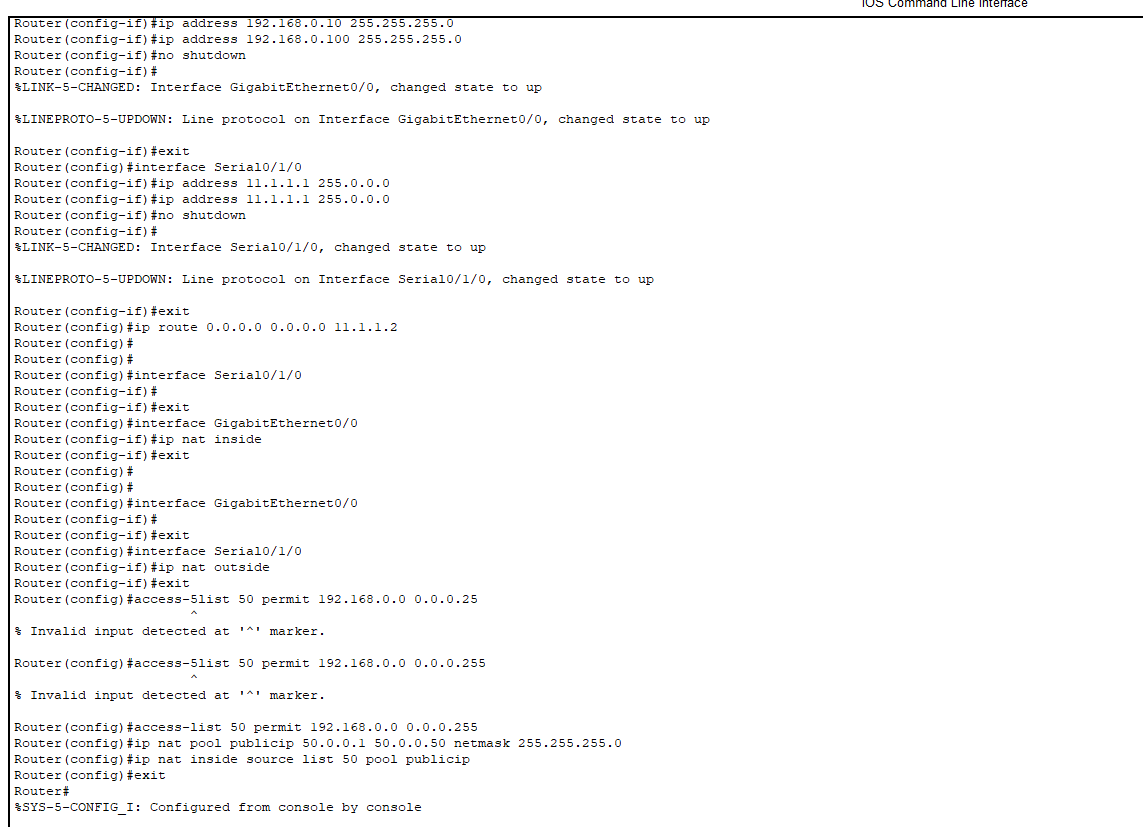 IOS Command Line Interface
Router(config-if)#ip address 192.168.0.10 255.255.255.0
Router(config-if)#ip address 192.168.0.100 255.255.255.0
Router(config-if)#no shutdown
Router(config-if)#
%LINK-5-CHANGED: Interface GigabitEthernet0/0, changed state to up
%LINEPROTO-5-UPDOWN: Line protocol on Interface GigabitEthernet0/0, changed state to up
Router(config-if)#exit
Router(config)#interface Serial0/1/0
Router(config-if)#ip address 11.1.1.1 255.0.0.0
Router(config-if)#ip address 11.1.1.1 255.0.0.0
Router(config-if)#no shutdown
Router(config-if)#
%LINK-5-CHANGED: Interface Serial0/1/0, changed state to up
%LINEPROTO-5-UPDOWN: Line protocol on Interface Serial0/1/0, changed state to up
Router(config-if)#exit
Router(config)#ip route 0.0.0.0 0.0.0.0 11.1.1.2
Router(config)#
Router(config)#
Router(config)#interface Serial0/1/0
Router(config-if)#
Router(config-if)#exit
Router(config)#interface GigabitEthernet0/0
Router(config-if)#ip nat inside
Router(config-if)#exit
Router(config)#
Router(config)#
Router(config)#interface GigabitEthernet0/0
Router(config-if)#
Router(config-if)#exit
Router(config)#interface Serial0/1/0
Router(config-if)#ip nat outside
Router(config-if)#exit
Router(config)#access-5list 50 permit 192.168.0.0 0.0.0.25
^
% Invalid input detected at '^' marker.
Router(config)#access-5list 50 permit 192.168.0.0 0.0.0.255
^
% Invalid input detected at '^' marker.
Router(config)#access-list 50 permit 192.168.0.0 0.0.0.255
Router(config)#ip nat pool publicip 50.0.0.1 50.0.0.50 netmask 255.255.255.0
Router(config)#ip nat inside source list 50 pool publicip
Router(config)#exit
Router#
%SYS-5-CONFIG_I: Configured from console by console